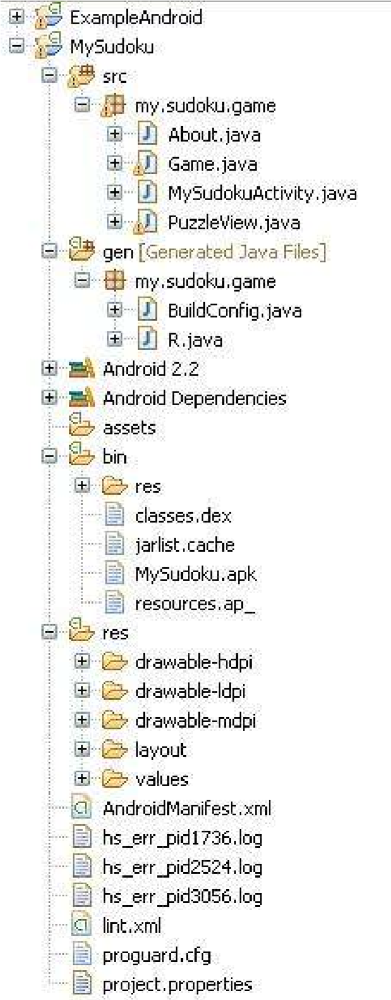 ExampleAndroid
MySudoku
src
my.sudoku.game
About.java
Game.java
MySudokuActivity.java
PuzzleView.java
gen [Generated Java Files]
my.sudoku.game
BuildConfig.java
R.java
Android 2.2
Android Dependencies
assets
bin
res
classes.dex
jarlist.cache
MySudoku.apk
resources.ap_
res
drawable-hdpi
drawable-ldpi
drawable-mdpi
layout
values
AndroidManifest.xml
hs_err_pid1736.log
hs_err_pid2524.log
hs_err_pid3056.log
lint.xml
proguard.cfg
project.properties